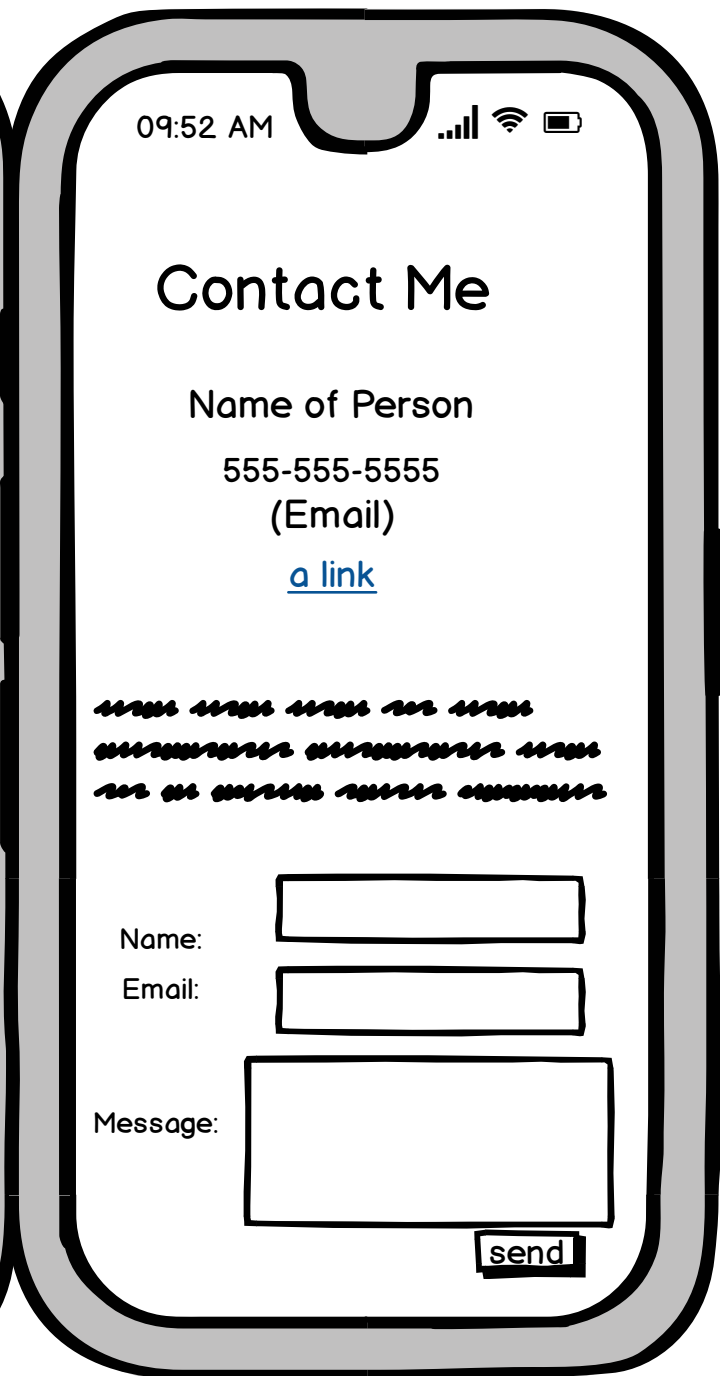 09:52 AM
Contact Me
Name of Person
555-555-5555
(Email)
a link
Name:
Email:
Message:
send